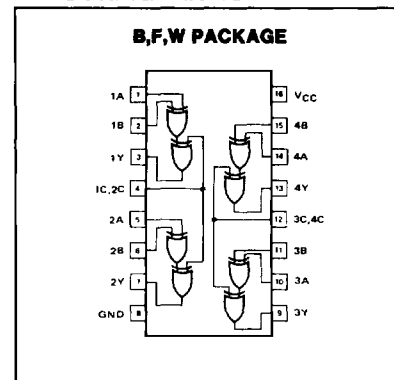 B,F,W PACKAGE
1A 1 16 VCC
1B 2 15 4B
1Y 3 14 4A
1C,2C 4 13 4Y
2A 5 12 3C,4C
2B 6 11 3B
2Y 7 10 3A
GND 8 9 3Y